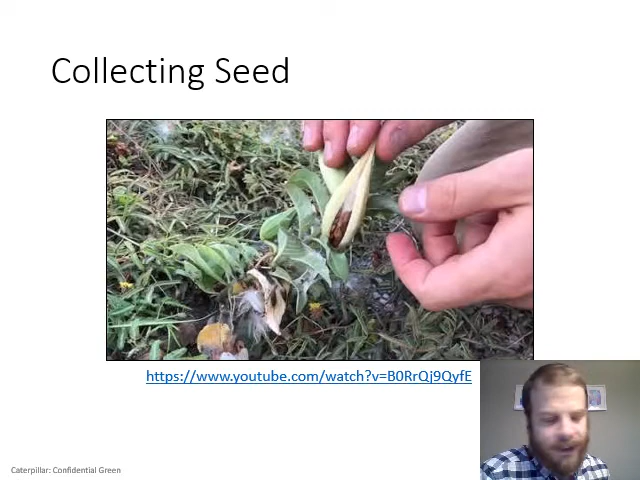 Collecting Seed
https://www.youtube.com/watch?v=B0RrQj9QyfE
Caterpillar: Confidential Green